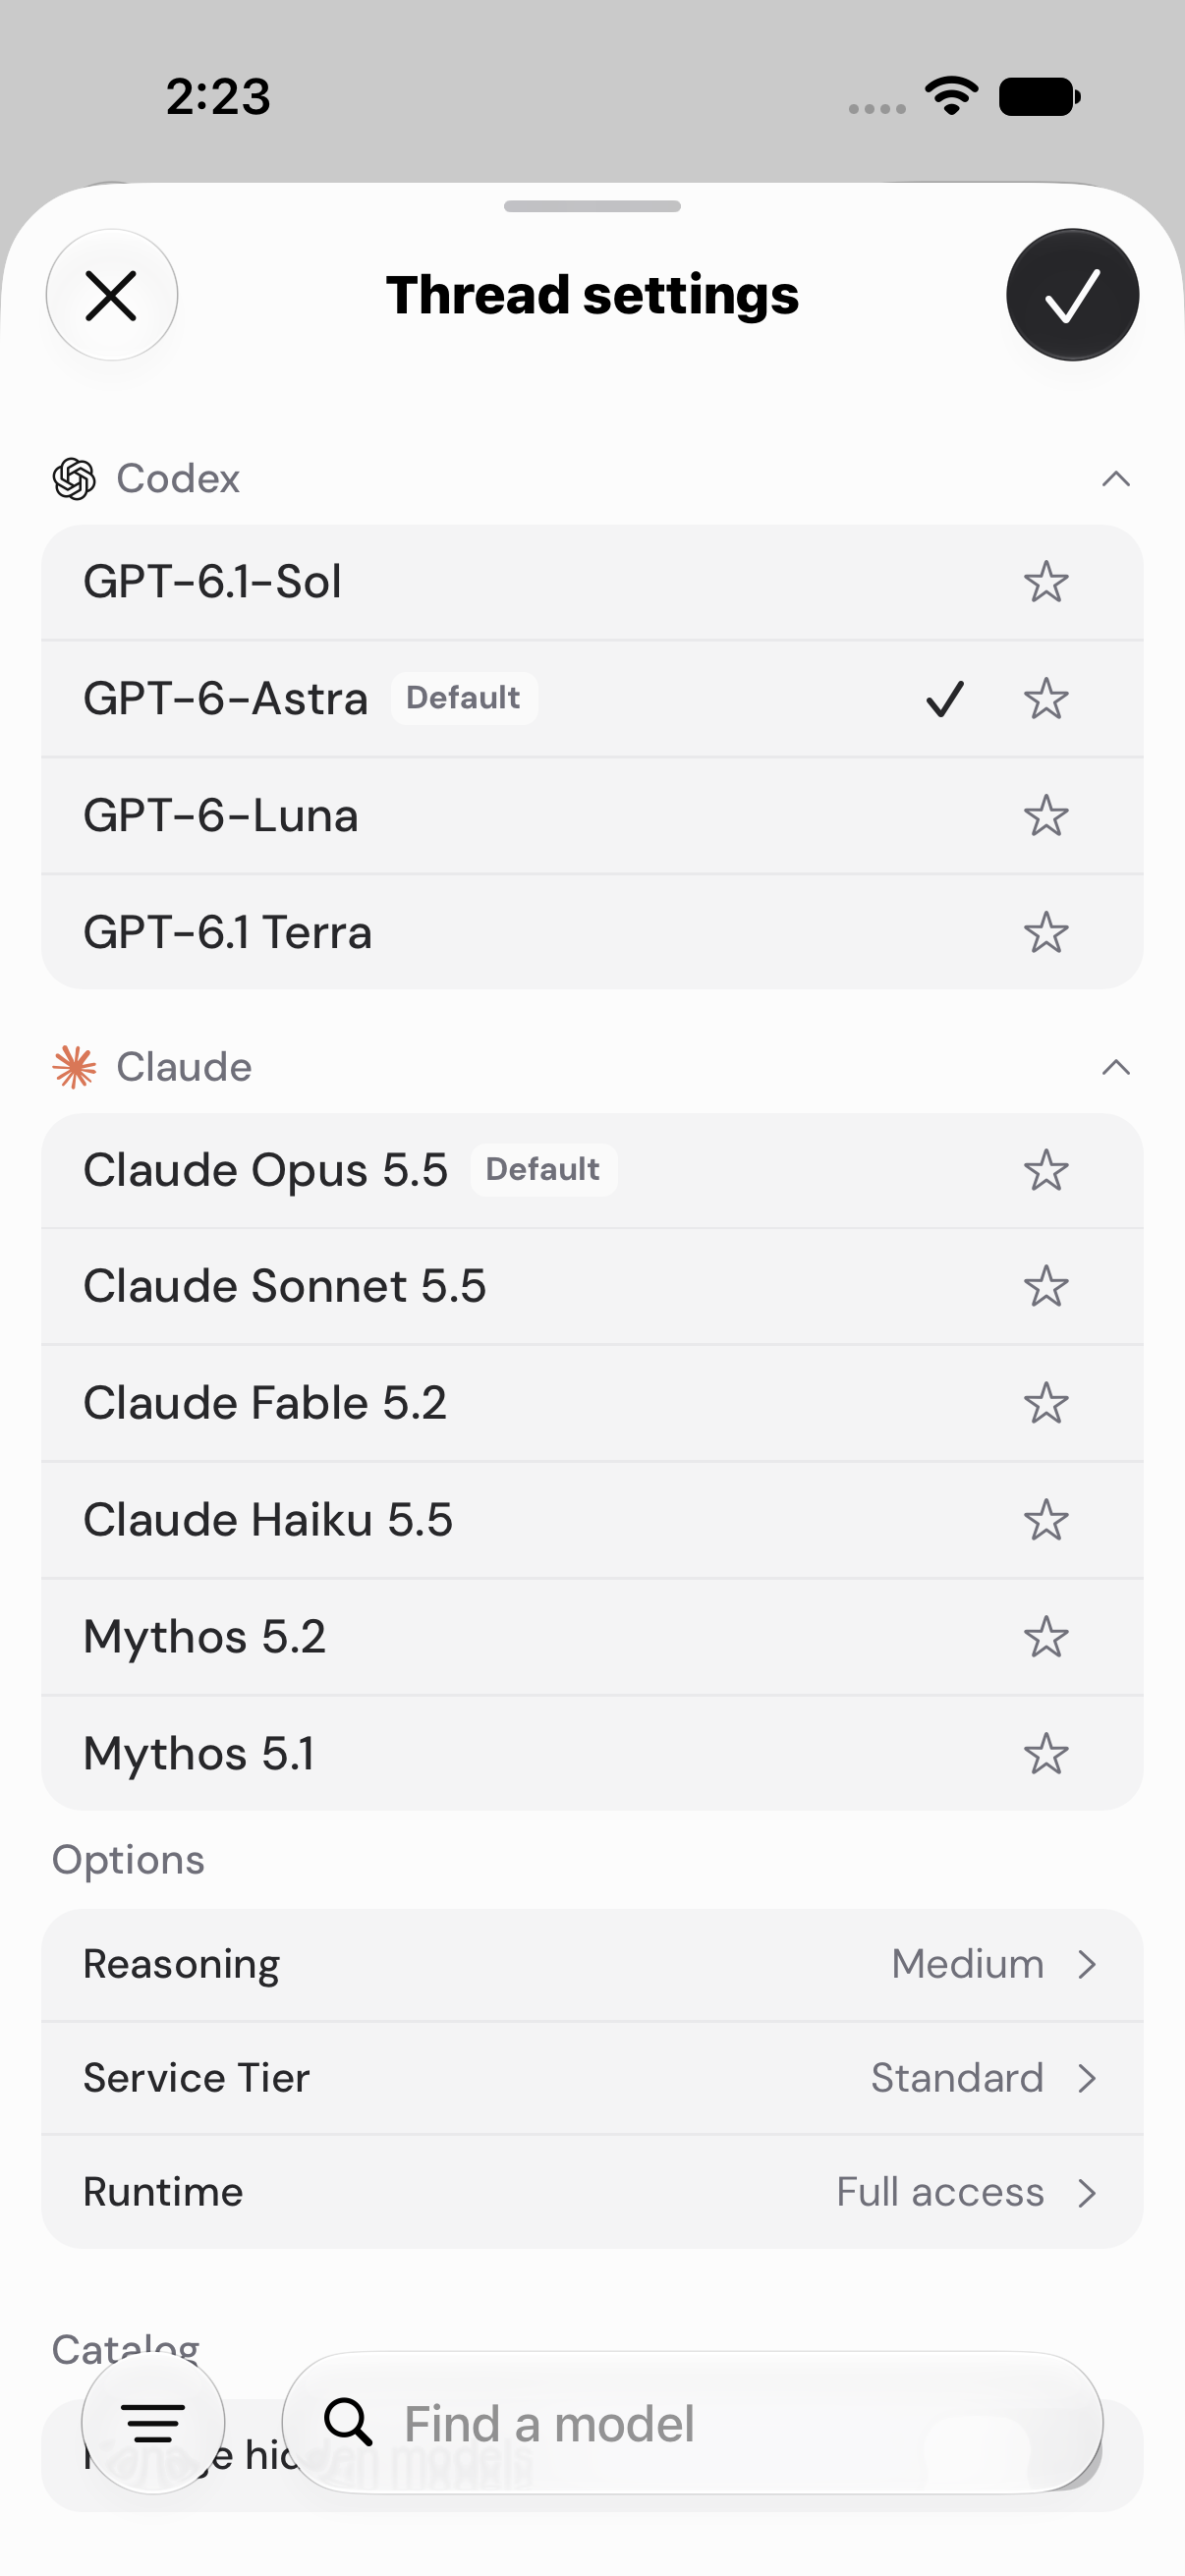 2:23
Thread settings
Codex
GPT-6.1-Sol
GPT-6-Astra Default
GPT-6-Luna
GPT-6.1 Terra
Claude
Claude Opus 5.5 Default
Claude Sonnet 5.5
Claude Fable 5.2
Claude Haiku 5.5
Mythos 5.2
Mythos 5.1
Options
Reasoning Medium
Service Tier Standard
Runtime Full access
Catalog
Find a model